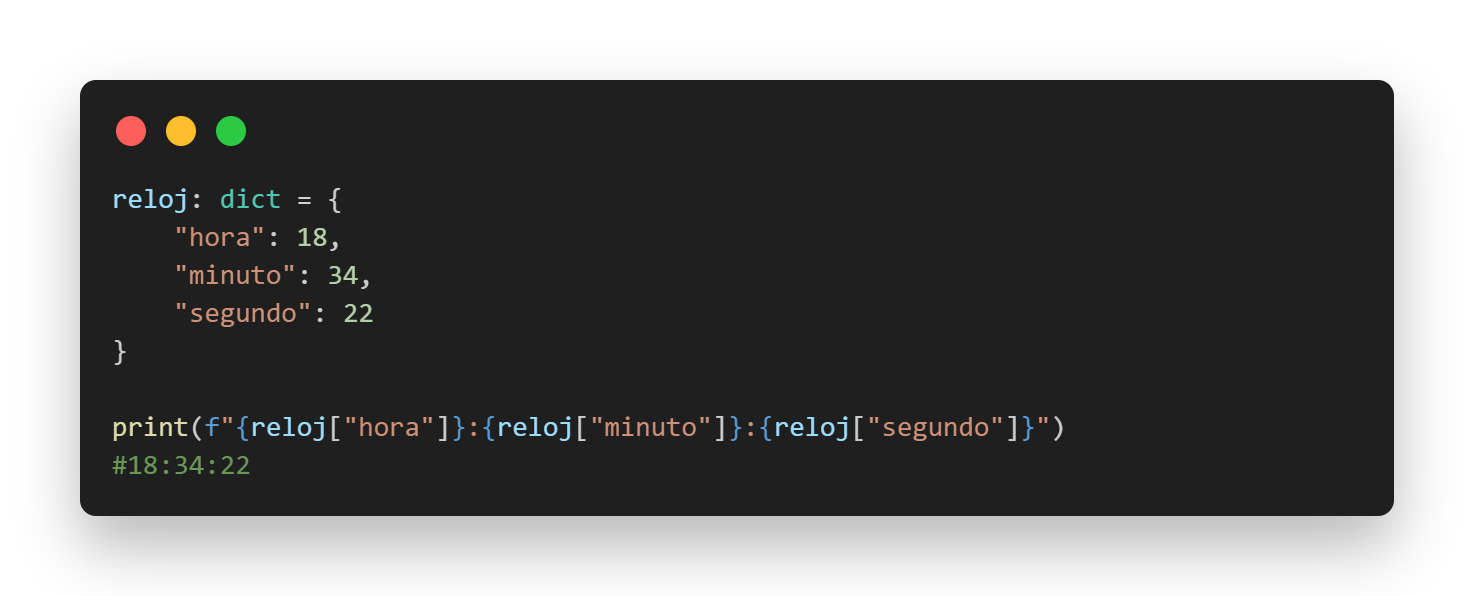 reloj: dict = {
    "hora": 18,
    "minuto": 34,
    "segundo": 22
}
print(f"{reloj["hora"]}:{reloj["minuto"]}:{reloj["segundo"]}")
#18:34:22